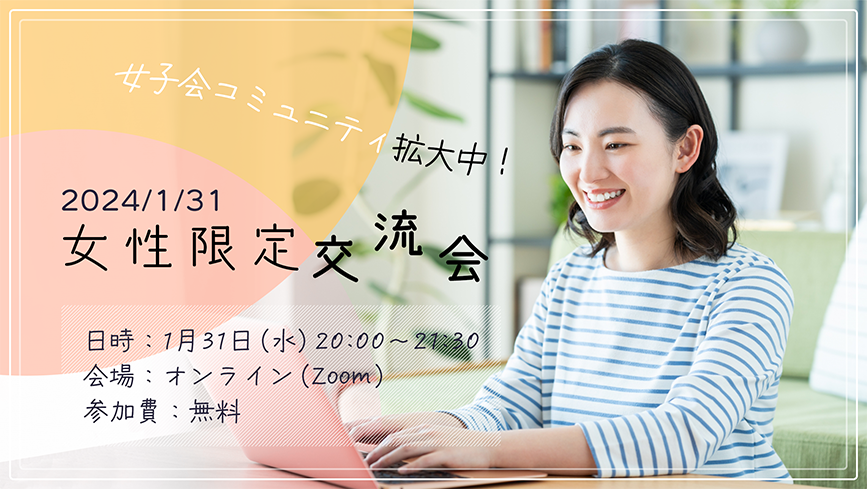 女子会コミュニティ拡大中！
2024/1/31
女性限定交流会
日時：1月31日(水) 20:00〜21:30
会場：オンライン(Zoom)
参加費：無料